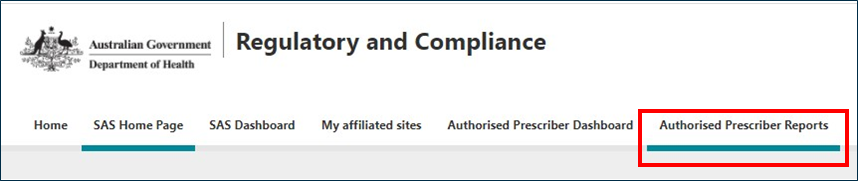 Australian Government
Department of Health
Regulatory and Compliance
Home SAS Home Page SAS Dashboard My affiliated sites Authorised Prescriber Dashboard Authorised Prescriber Reports